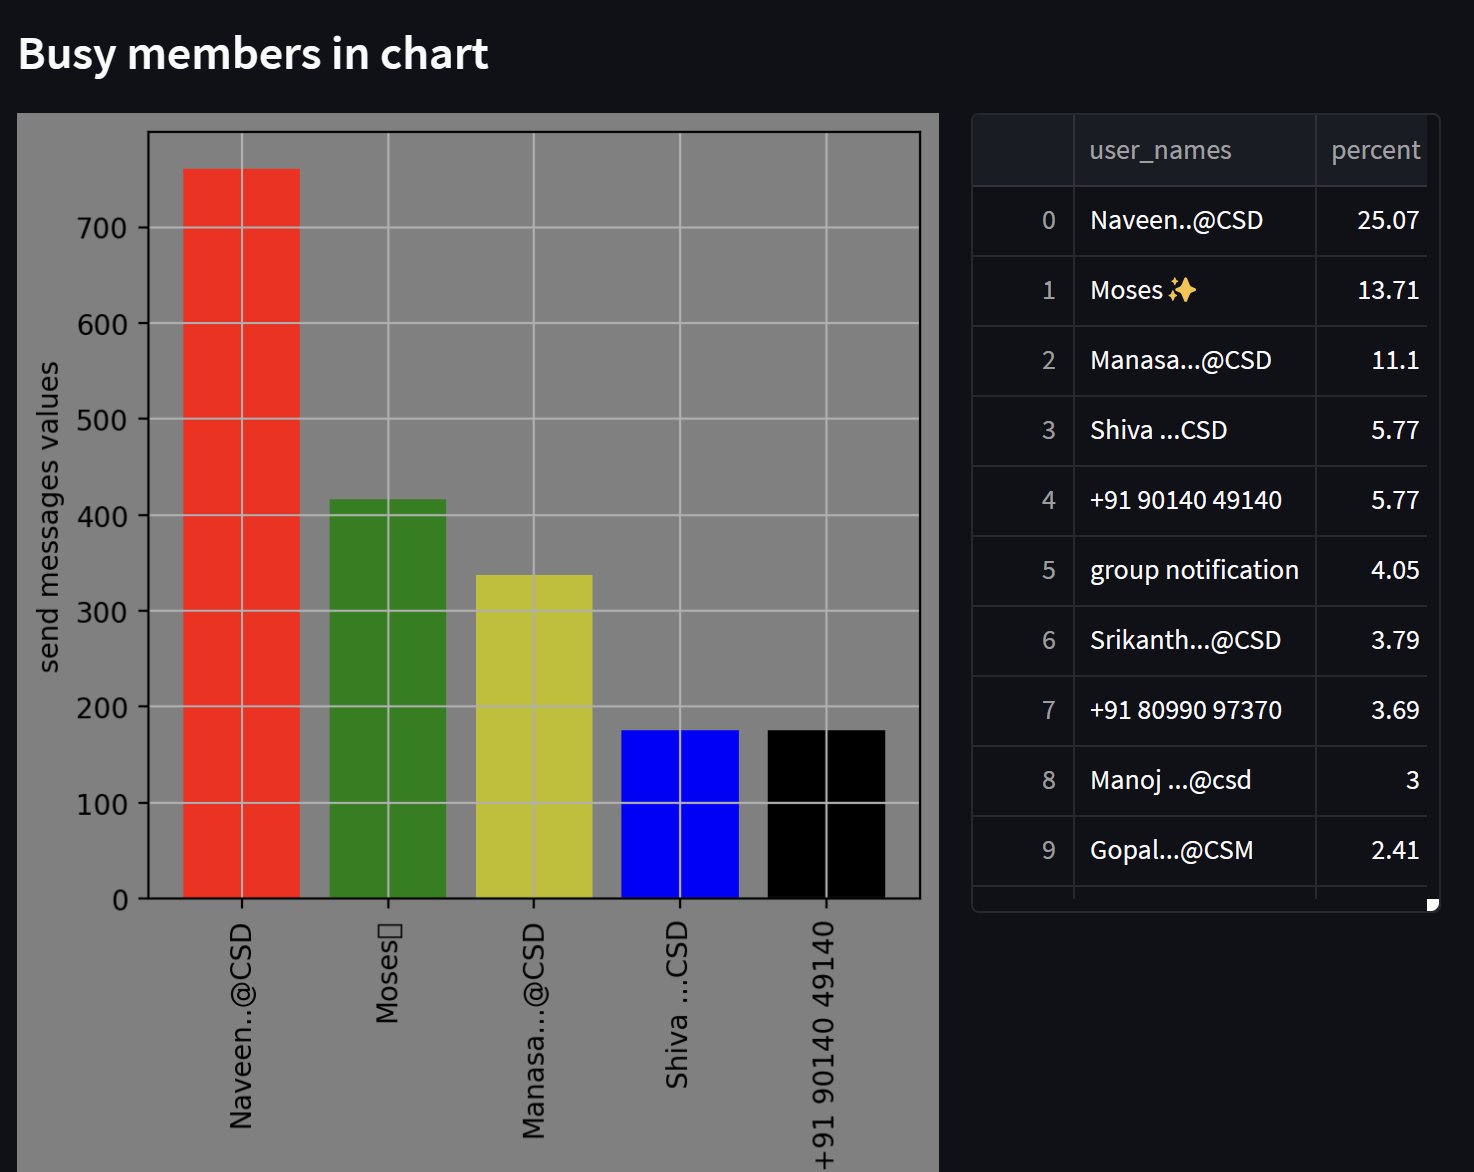 Busy members in chart
send messages values
700
600
500
400
300
200
100
0
Naveen..@CSD
Moses▯
Manasa...@CSD
Shiva ...CSD
+91 90140 49140
user_names percent
0 Naveen..@CSD 25.07
1 Moses✨ 13.71
2 Manasa...@CSD 11.1
3 Shiva ...CSD 5.77
4 +91 90140 49140 5.77
5 group notification 4.05
6 Srikanth...@CSD 3.79
7 +91 80990 97370 3.69
8 Manoj ...@csd 3
9 Gopal...@CSM 2.41